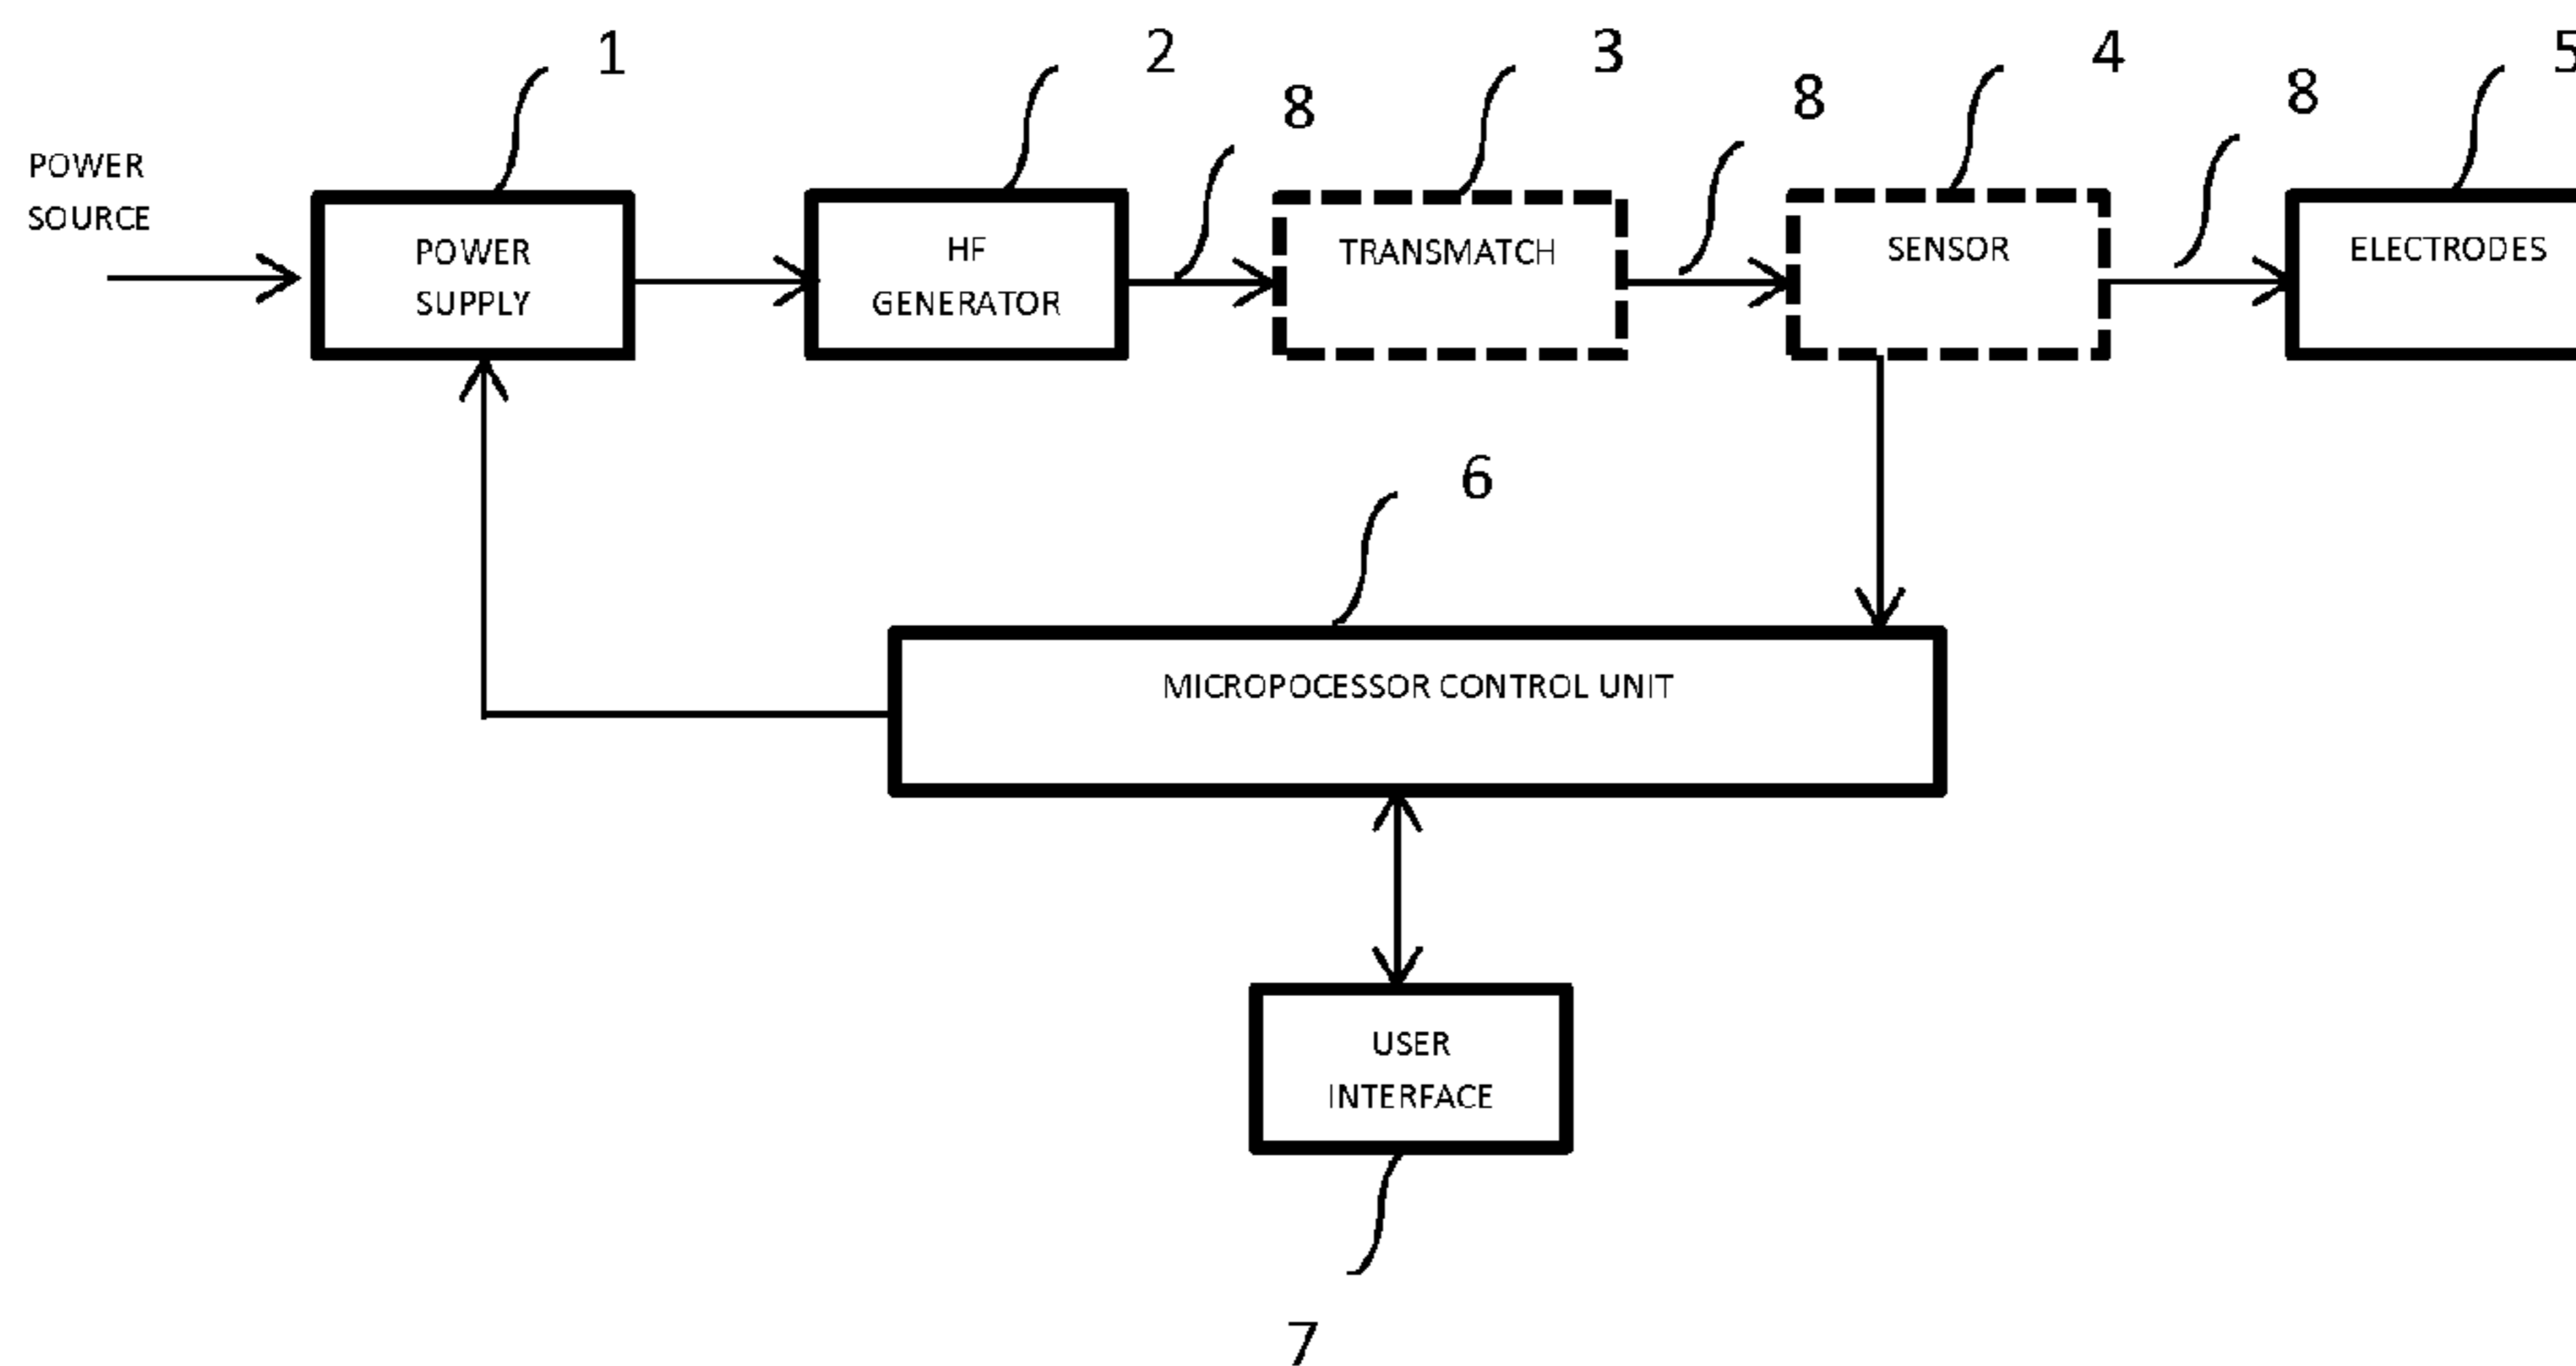 1
2
3
4
5
8
8
8
POWER
SOURCE
POWER
SUPPLY
HF
GENERATOR
TRANSMATCH
SENSOR
ELECTRODES
6
MICROPOCESSOR CONTROL UNIT
USER
INTERFACE
7